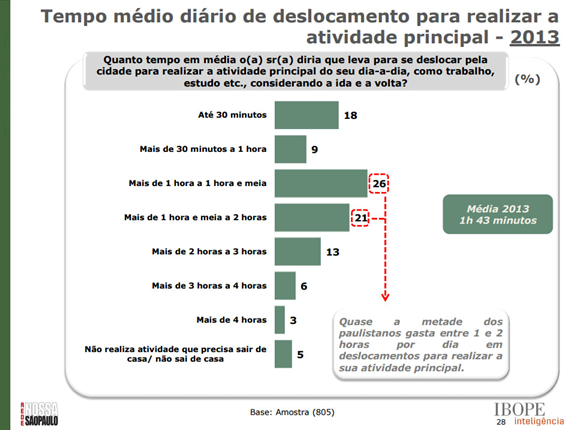 Tempo médio diário de deslocamento para realizar a
atividade principal - 2013
Quanto tempo em média o(a) sr(a) diria que leva para se deslocar pela
cidade para realizar a atividade principal do seu dia-a-dia, como trabalho,
estudo etc., considerando a ida e a volta?
(%)
Até 30 minutos 18
Mais de 30 minutos a 1 hora 9
Mais de 1 hora a 1 hora e meia 26
Mais de 1 hora e meia a 2 horas 21
Mais de 2 horas a 3 horas 13
Mais de 3 horas a 4 horas 6
Mais de 4 horas 3
Não realiza atividade que precisa sair de
casa/ não sai de casa 5
Média 2013
1h 43 minutos
Quase a metade dos
paulistanos gasta entre 1 e 2
horas por dia em
deslocamentos para realizar a
sua atividade principal.
REDE NOSSA
SÃO PAULO
Base: Amostra (805)
IBOPE
28 inteligência